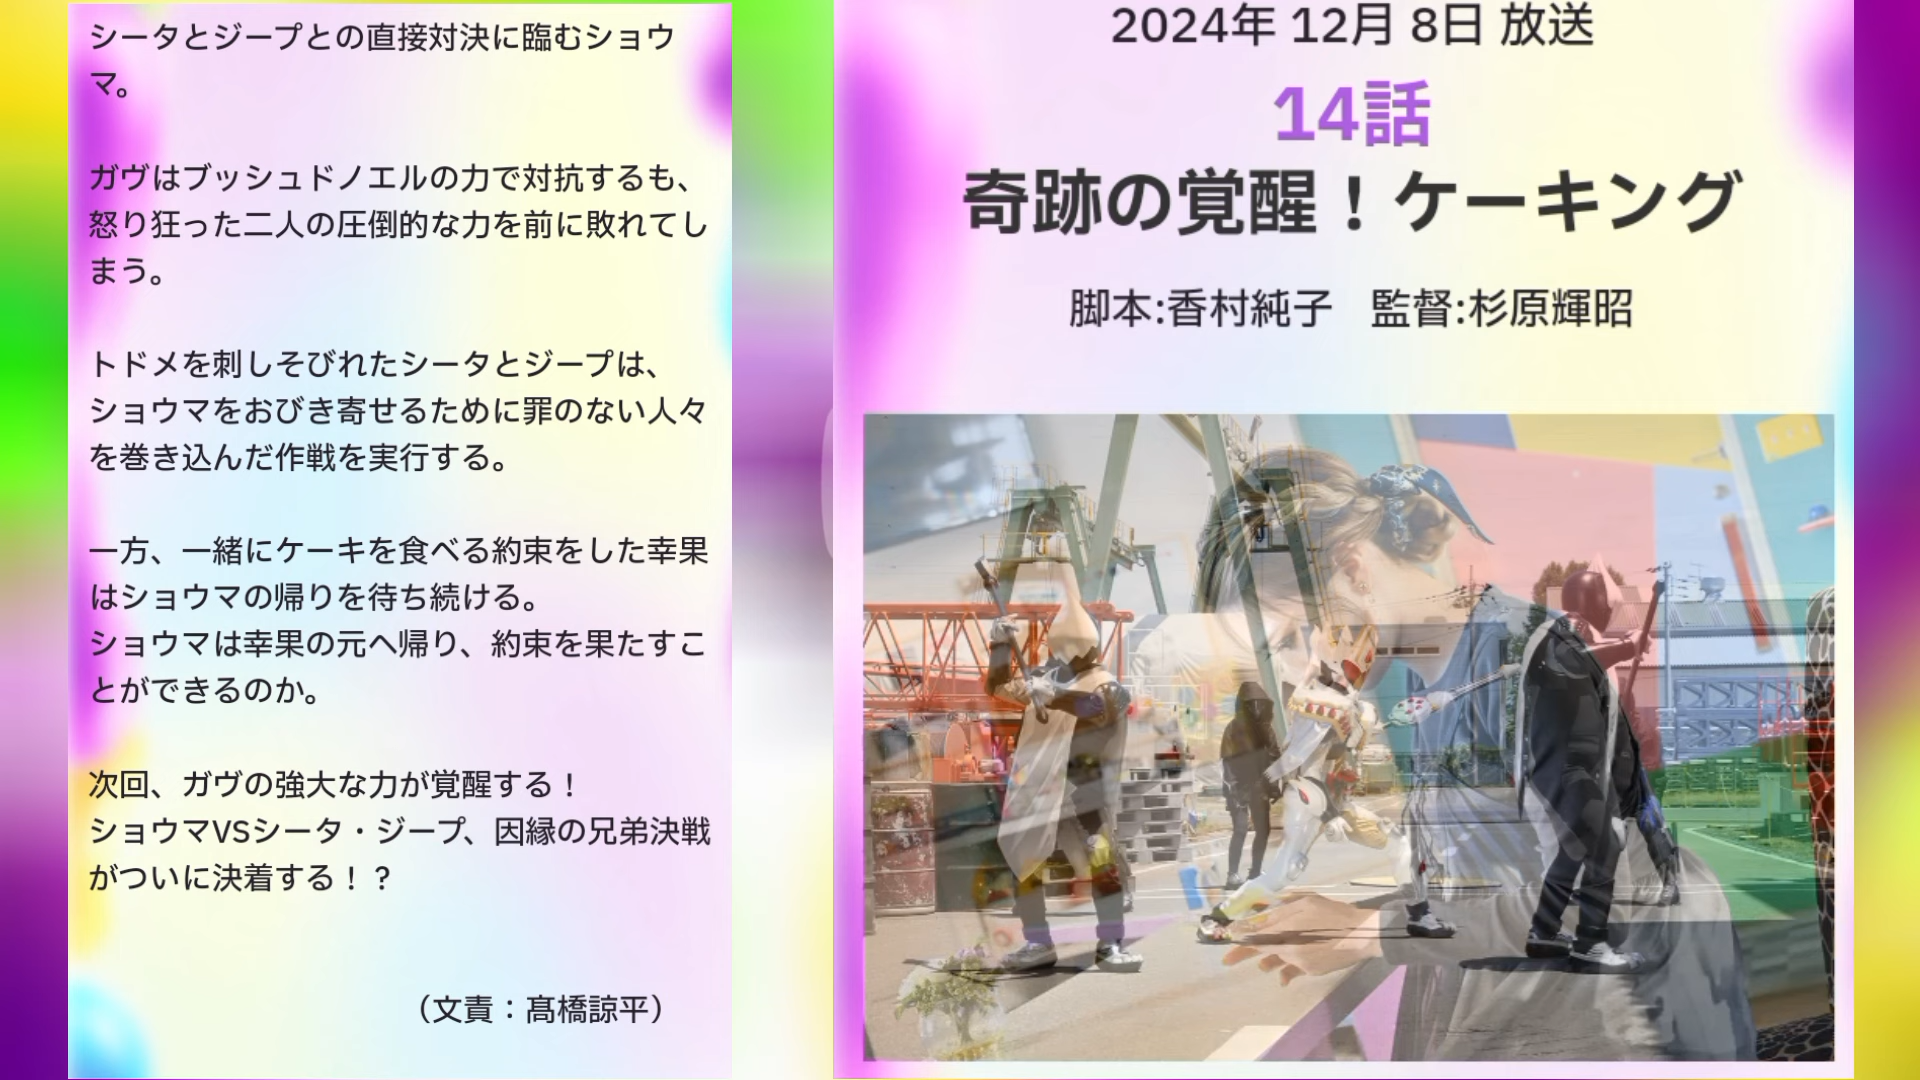 シータとジープとの直接対決に臨むショウ
マ。
ガヴはブッシュドノエルの力で対抗するも、
怒り狂った二人の圧倒的な力を前に敗れてし
まう。
トドメを刺しそびれたシータとジープは、
ショウマをおびき寄せるために罪のない人々
を巻き込んだ作戦を実行する。
一方、一緒にケーキを食べる約束をした幸果
はショウマの帰りを待ち続ける。
ショウマは幸果の元へ帰り、約束を果たすこ
とができるのか。
次回、ガヴの強大な力が覚醒する！
ショウマVSシータ・ジープ、因縁の兄弟決戦
がついに決着する！？
（文責：髙橋諒平）
2024年 12月 8日 放送
14話
奇跡の覚醒！ケーキング
脚本:香村純子　監督:杉原輝昭